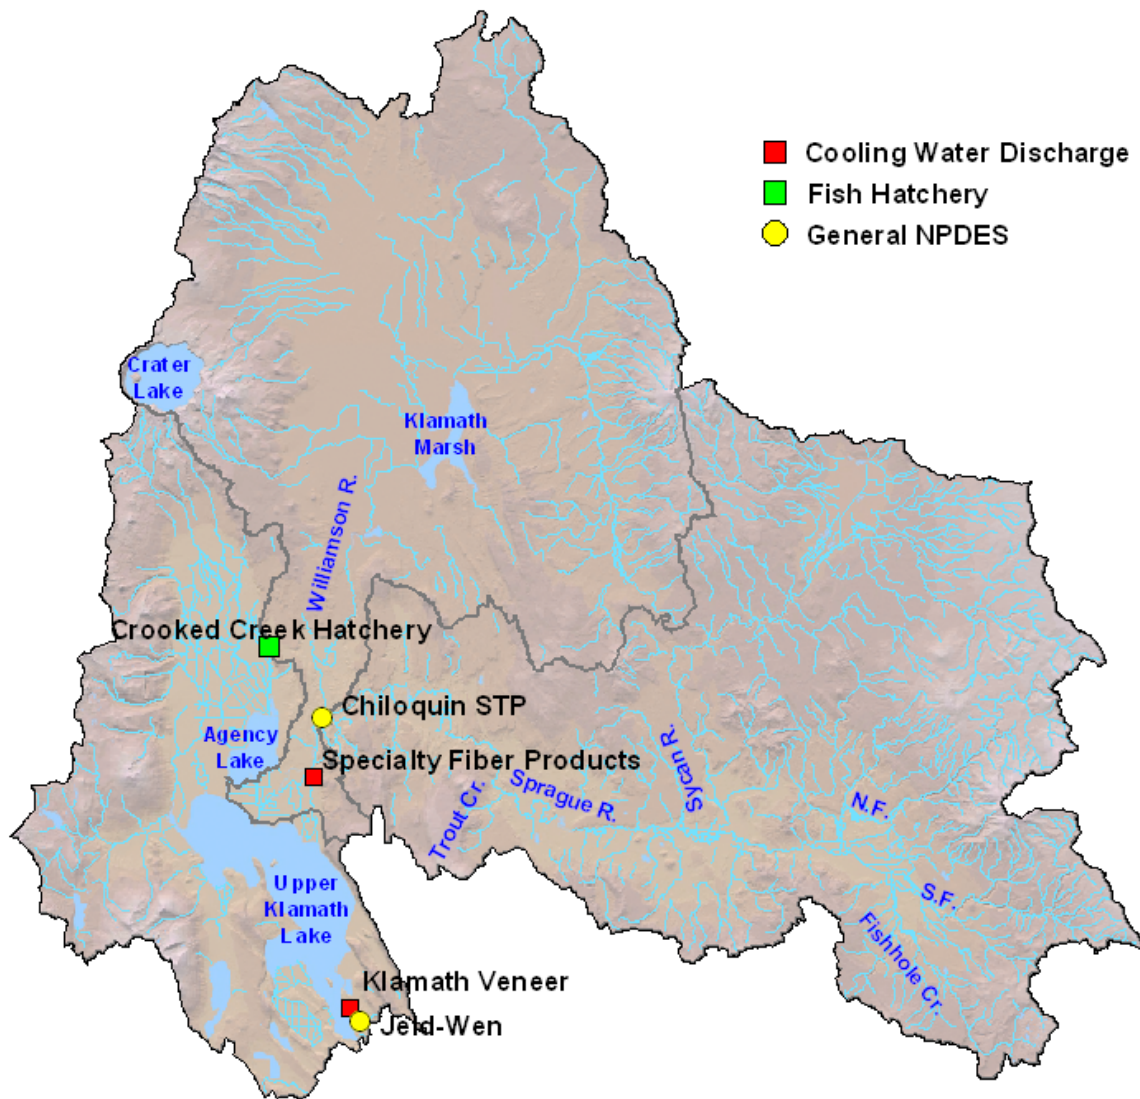 Cooling Water Discharge
Fish Hatchery
General NPDES
Crater
Lake
Klamath
Marsh
Williamson R.
Crooked Creek Hatchery
Chiloquin STP
Agency
Lake
Specialty Fiber Products
Sycan R.
Sprague R.
Trout Cr.
N.F.
S.F.
Fishhole Cr.
Upper
Klamath
Lake
Klamath Veneer
Jeld-Wen